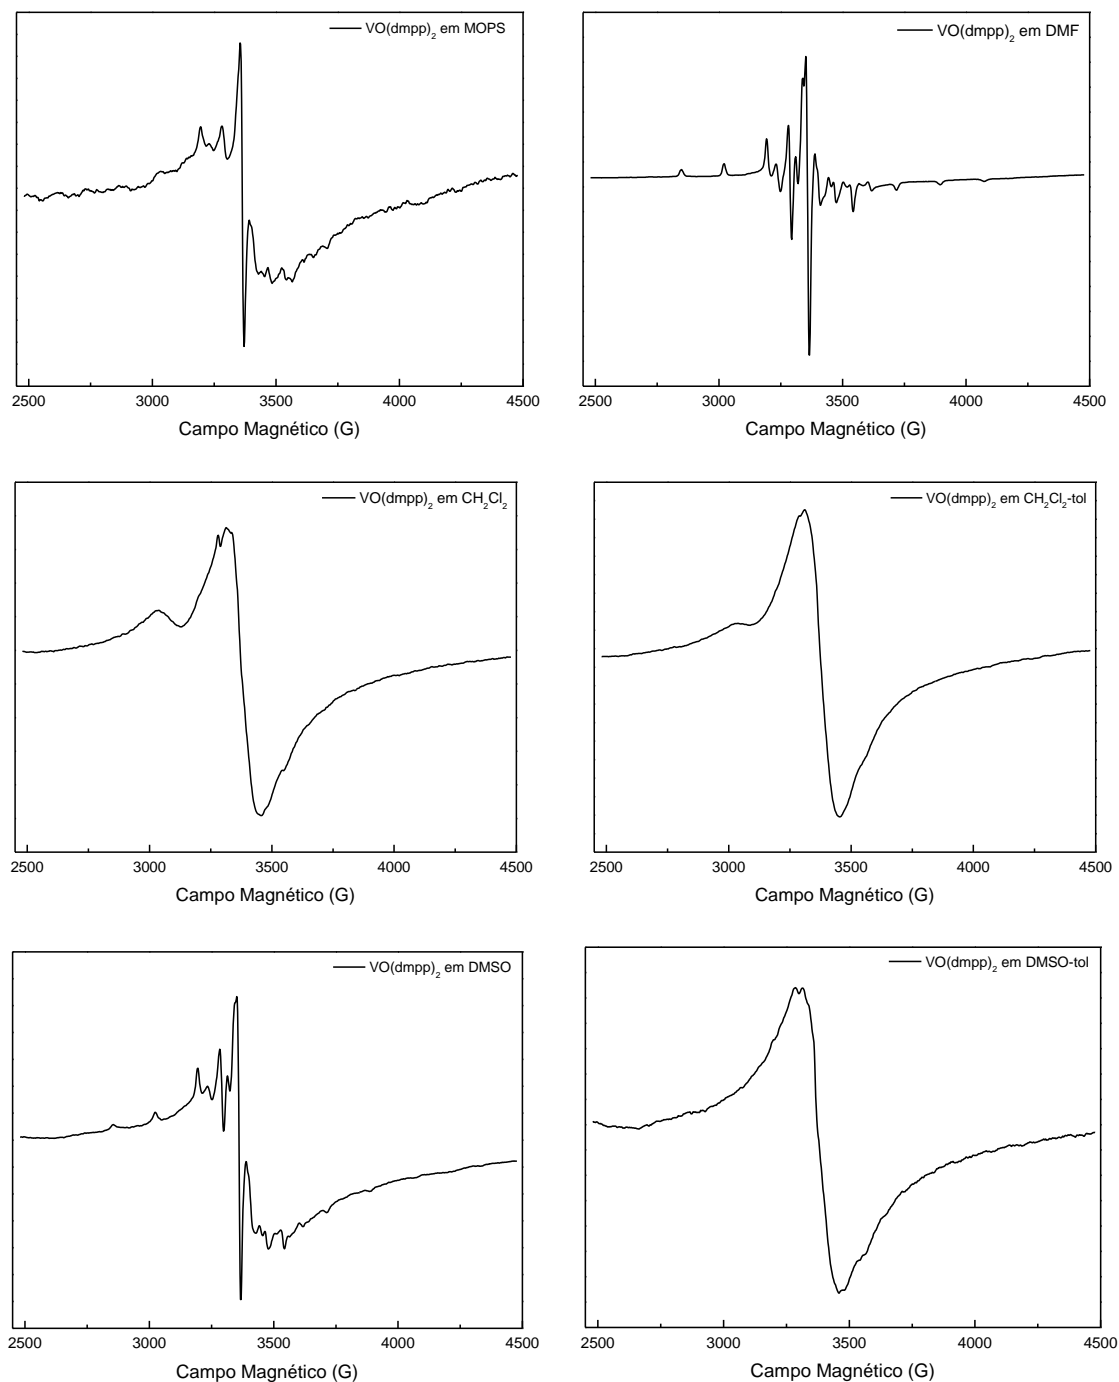 VO(dmpp)₂ em MOPS
2500 3000 3500 4000 4500
Campo Magnético (G)
VO(dmpp)₂ em DMF
2500 3000 3500 4000 4500
Campo Magnético (G)
VO(dmpp)₂ em CH₂Cl₂
2500 3000 3500 4000 4500
Campo Magnético (G)
VO(dmpp)₂ em CH₂Cl₂-tol
2500 3000 3500 4000 4500
Campo Magnético (G)
VO(dmpp)₂ em DMSO
2500 3000 3500 4000 4500
Campo Magnético (G)
VO(dmpp)₂ em DMSO-tol
2500 3000 3500 4000 4500
Campo Magnético (G)